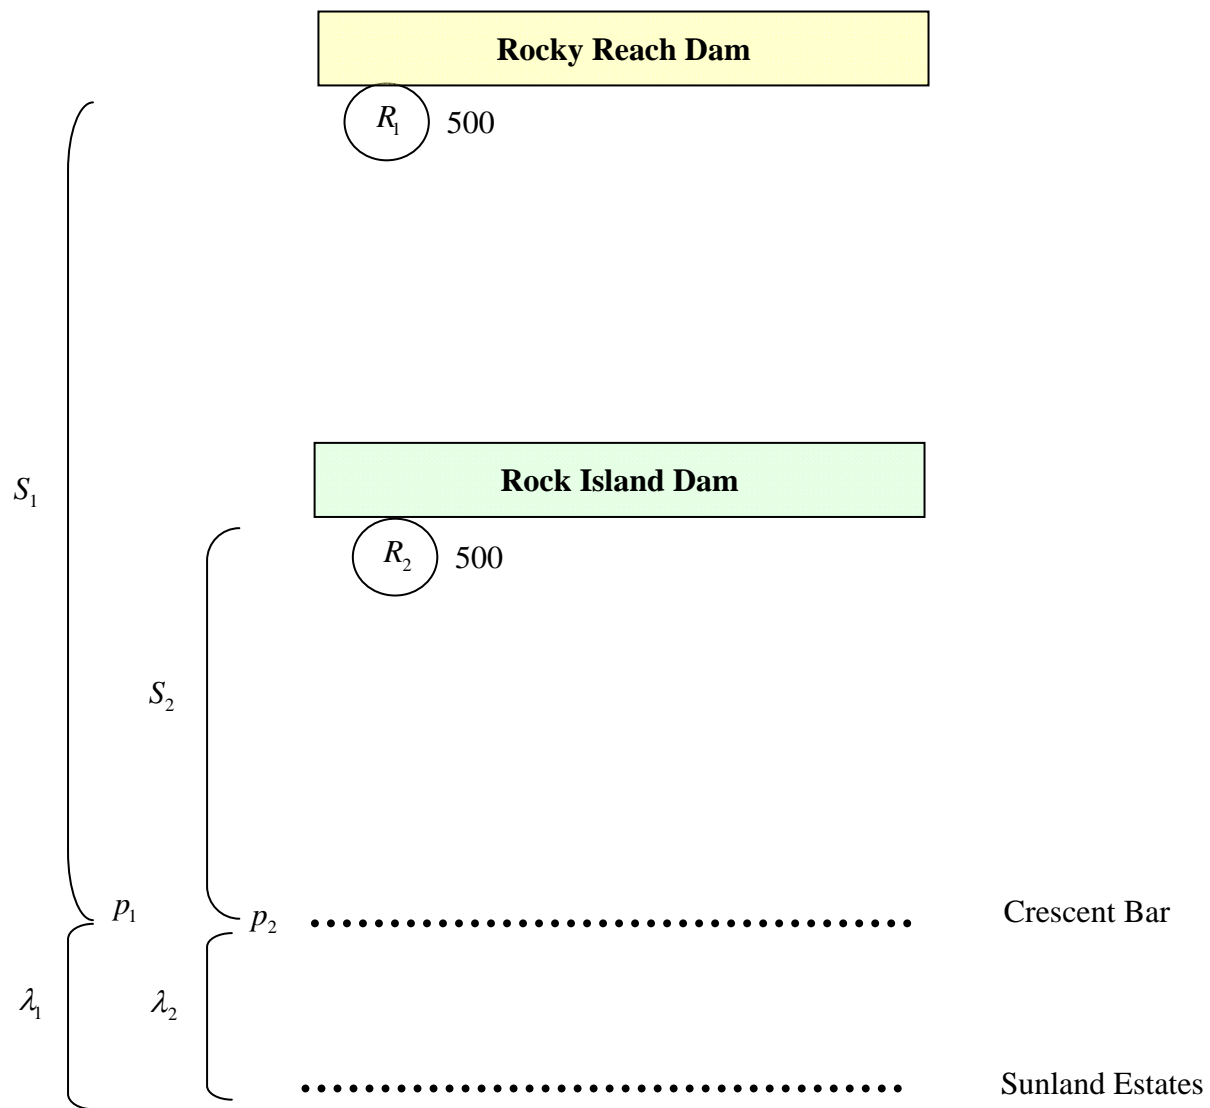 Rocky Reach Dam
R₁ 500
Rock Island Dam
S₁
R₂ 500
S₂
p₁ p₂ Crescent Bar
λ₁ λ₂
Sunland Estates